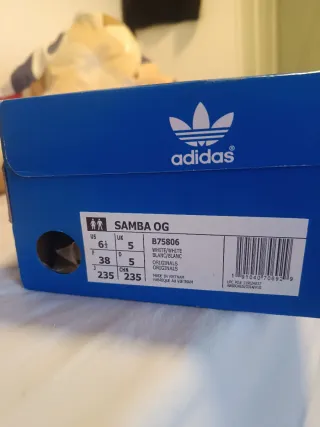 adidas
SAMBA OG
US 6½ UK 5
F 38 D 5
J 235 CHN 235
B75806
WHITE/WHITE
BLANC/BLANC
ORIGINALS
ORIGINALS
MADE IN VIETNAM